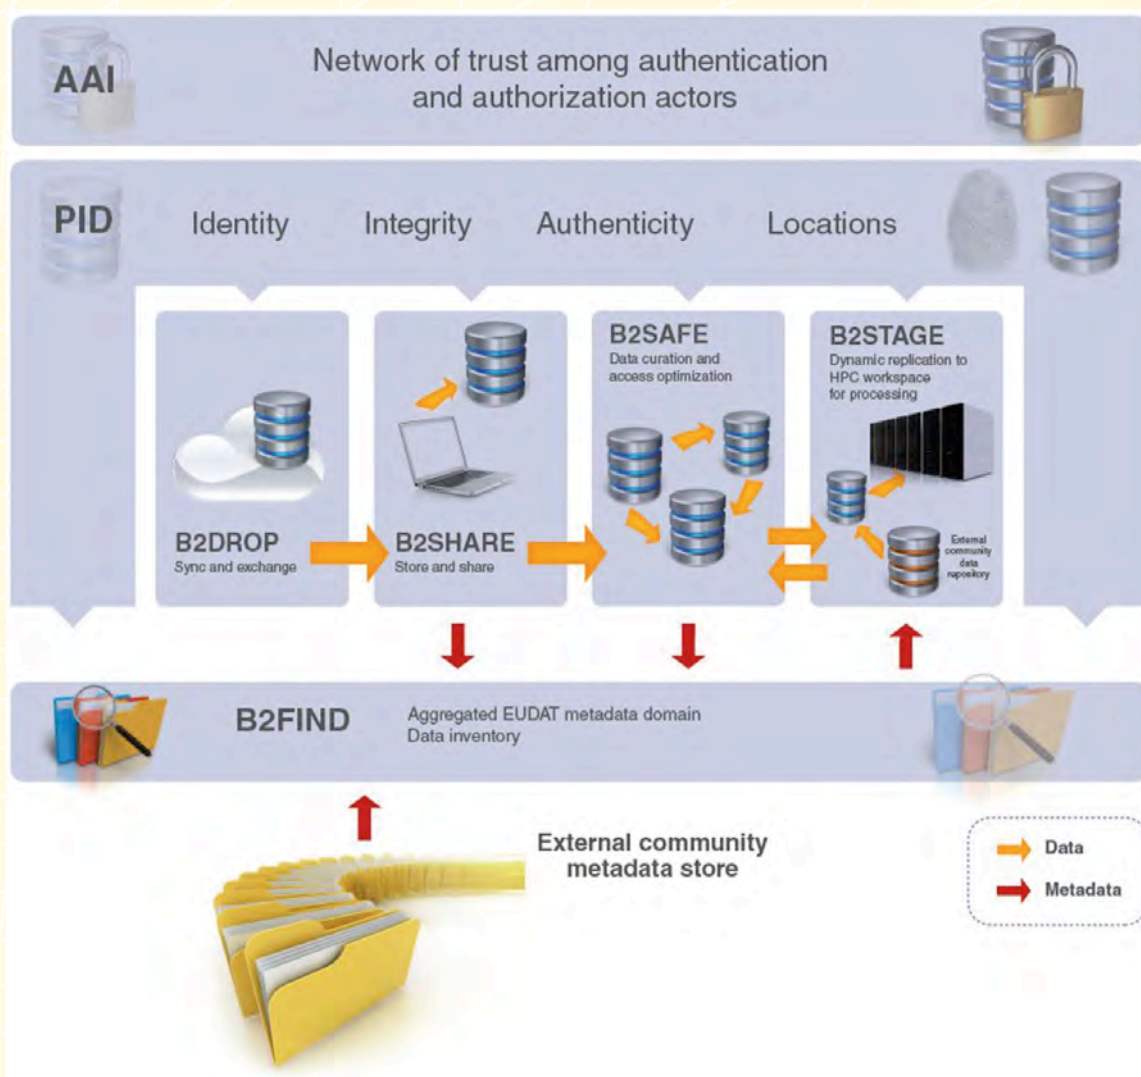 AAI
Network of trust among authentication
and authorization actors
PID
Identity
Integrity
Authenticity
Locations
B2DROP
Sync and exchange
B2SHARE
Store and share
B2SAFE
Data curation and
access optimization
B2STAGE
Dynamic replication to
HPC workspace
for processing
External
community
data
repository
B2FIND
Aggregated EUDAT metadata domain
Data inventory
External community
metadata store
Data
Metadata